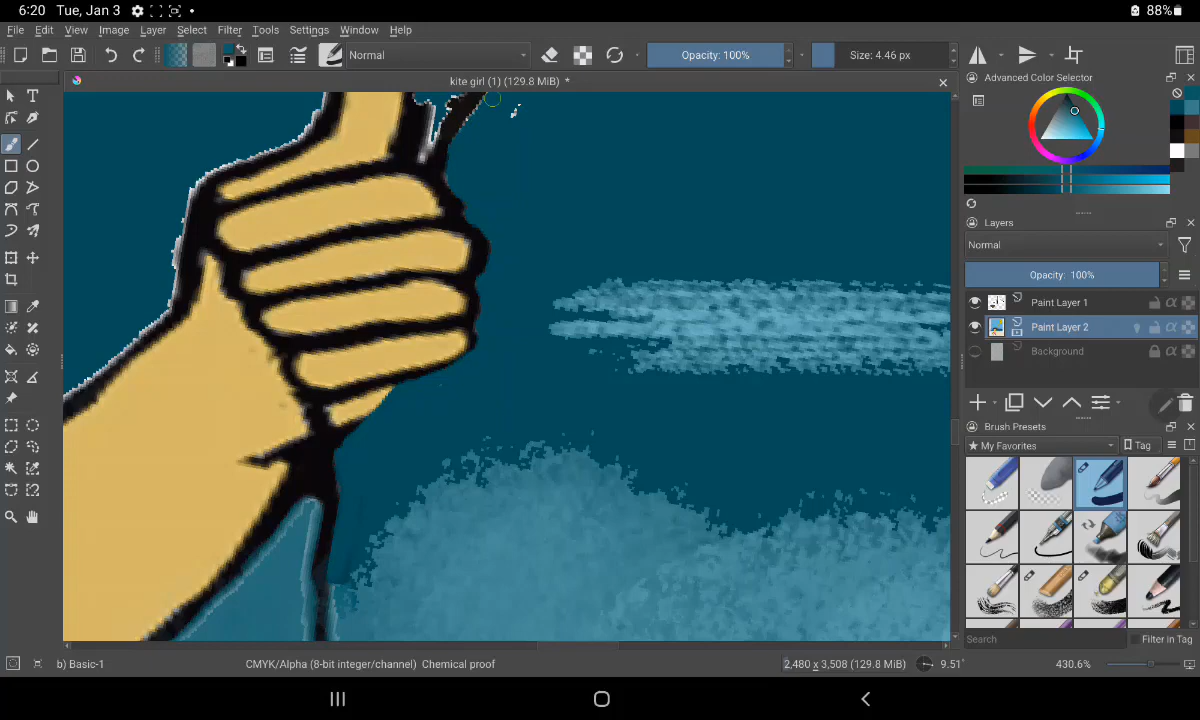 6:20 Tue, Jan 3 88%
File Edit View Image Layer Select Filter Tools Settings Window Help
Normal Opacity: 100% Size: 4.46 px
kite girl (1) (129.8 MiB) *
Advanced Color Selector
Layers
Normal
Opacity: 100%
Paint Layer 1
Paint Layer 2
Background
Brush Presets
My Favorites Tag
Search Filter in Tag
b) Basic-1 CMYK/Alpha (8-bit integer/channel) Chemical proof 2,480 x 3,508 (129.8 MiB) 9.51° 430.6%